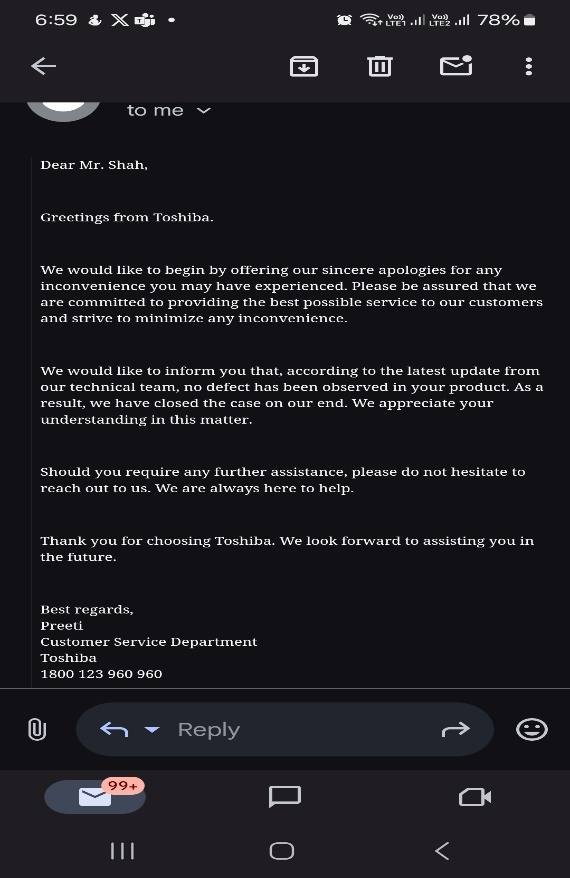 6:59
Vo)) LTE1 Vo)) LTE2 78%
to me
Dear Mr. Shah,
Greetings from Toshiba.
We would like to begin by offering our sincere apologies for any
inconvenience you may have experienced. Please be assured that we
are committed to providing the best possible service to our customers
and strive to minimize any inconvenience.
We would like to inform you that, according to the latest update from
our technical team, no defect has been observed in your product. As a
result, we have closed the case on our end. We appreciate your
understanding in this matter.
Should you require any further assistance, please do not hesitate to
reach out to us. We are always here to help.
Thank you for choosing Toshiba. We look forward to assisting you in
the future.
Best regards,
Preeti
Customer Service Department
Toshiba
1800 123 960 960
Reply
99+